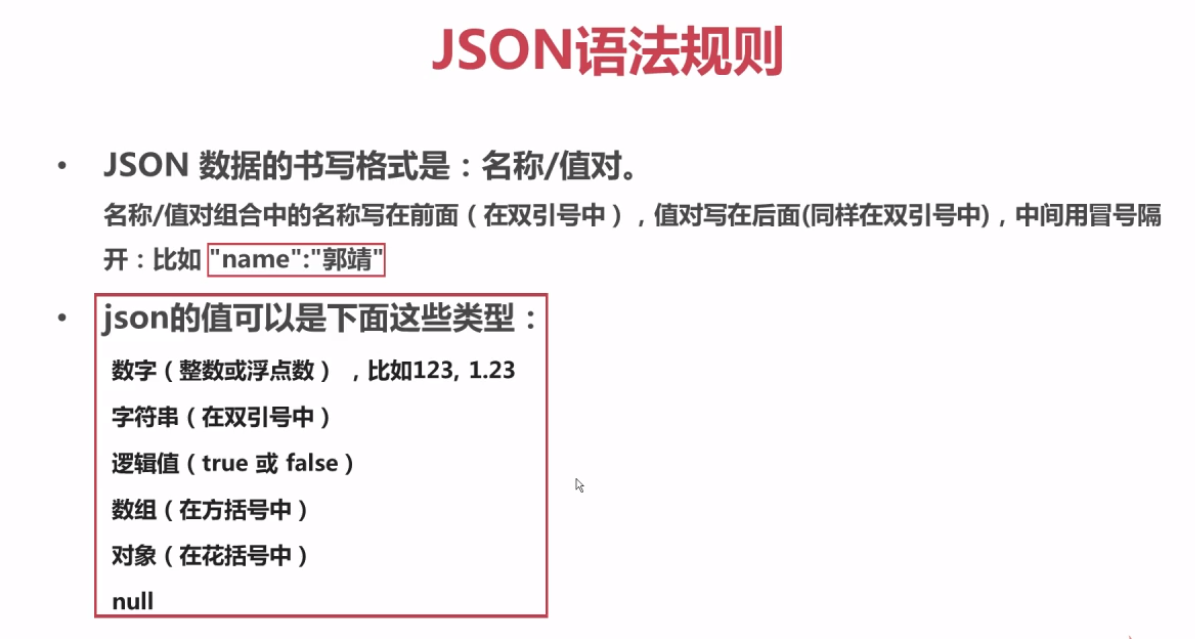 JSON语法规则
• JSON 数据的书写格式是：名称/值对。
名称/值对组合中的名称写在前面（在双引号中），值对写在后面(同样在双引号中)，中间用冒号隔
开：比如 "name":"郭靖"
• json的值可以是下面这些类型：
数字（整数或浮点数），比如123, 1.23
字符串（在双引号中）
逻辑值（true 或 false）
数组（在方括号中）
对象（在花括号中）
null